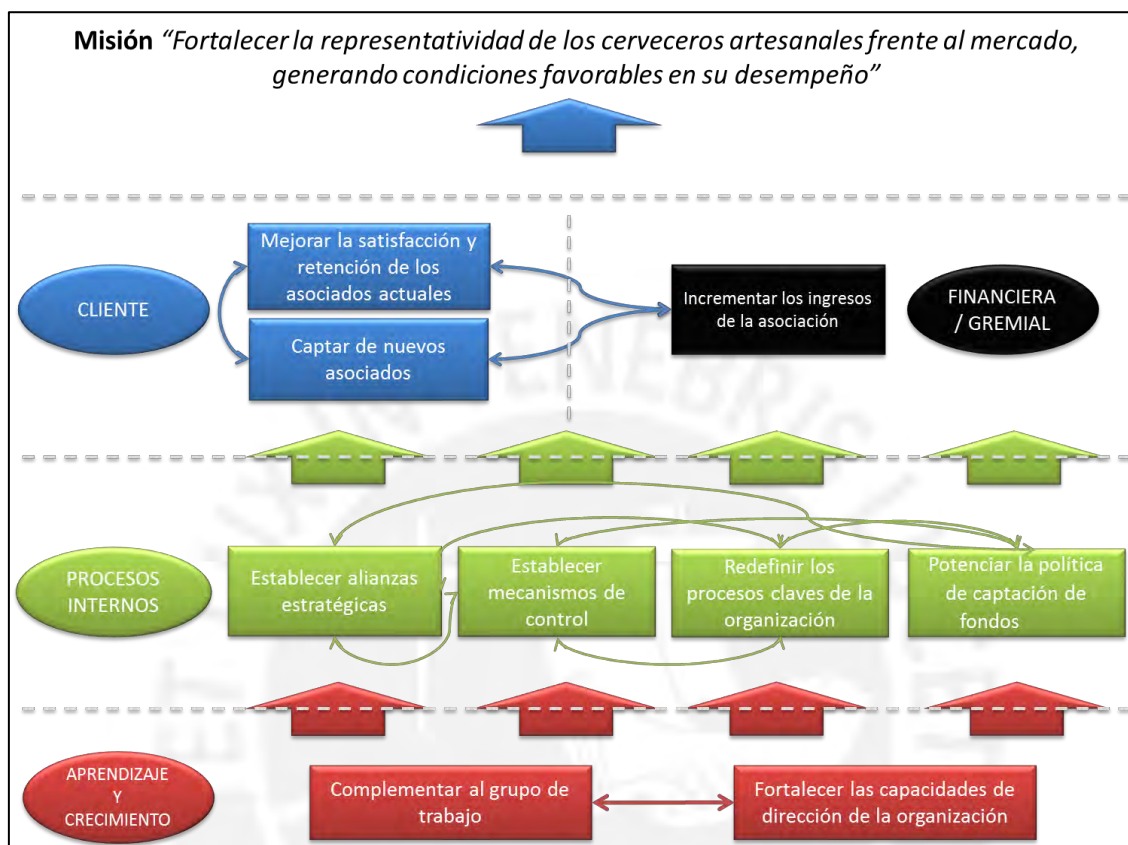 Misión “Fortalecer la representatividad de los cerveceros artesanales frente al mercado,
generando condiciones favorables en su desempeño”
CLIENTE
Mejorar la satisfacción y
retención de los
asociados actuales
Captar de nuevos
asociados
Incrementar los ingresos
de la asociación
FINANCIERA
/ GREMIAL
PROCESOS
INTERNOS
Establecer alianzas
estratégicas
Establecer
mecanismos de
control
Redefinir los
procesos claves de la
organización
Potenciar la política
de captación de
fondos
APRENDIZAJE
Y
CRECIMIENTO
Complementar al grupo de
trabajo
Fortalecer las capacidades de
dirección de la organización